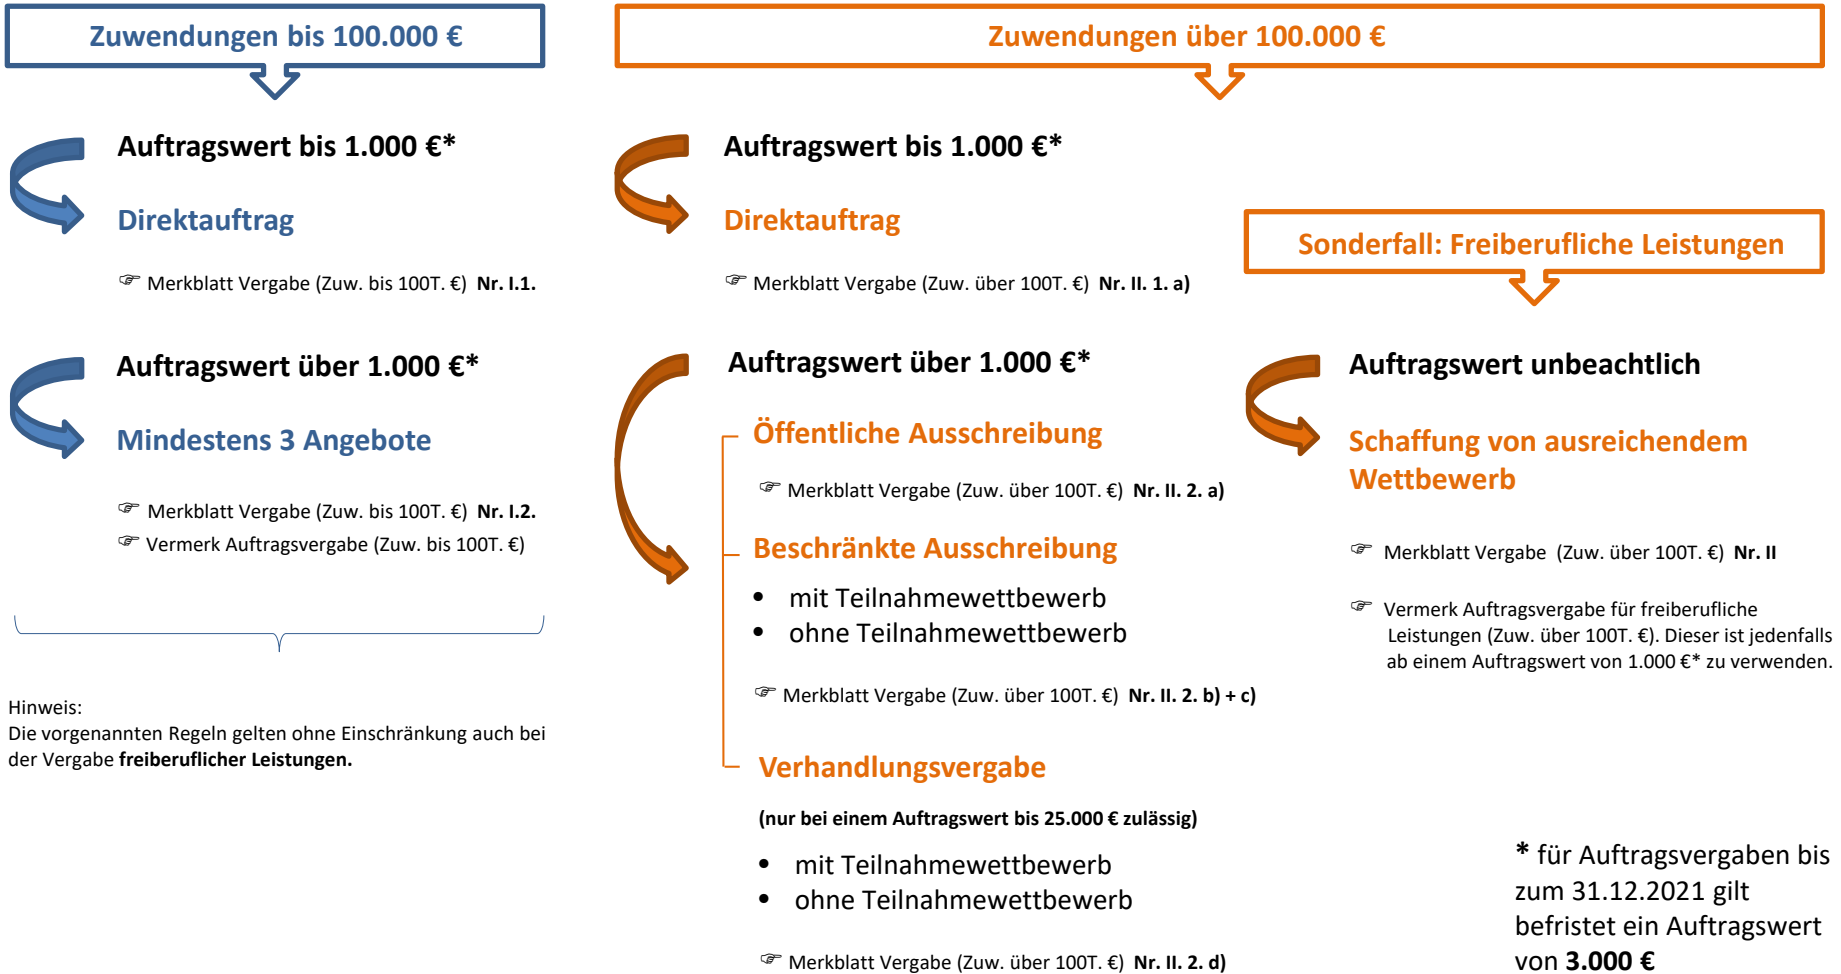 Zuwendungen bis 100.000 €
Auftragswert bis 1.000 €*
Direktauftrag
☞ Merkblatt Vergabe (Zuw. bis 100T. €) Nr. I.1.
Auftragswert über 1.000 €*
Mindestens 3 Angebote
☞ Merkblatt Vergabe (Zuw. bis 100T. €) Nr. I.2.
☞ Vermerk Auftragsvergabe (Zuw. bis 100T. €)
Hinweis:
Die vorgenannten Regeln gelten ohne Einschränkung auch bei
der Vergabe freiberuflicher Leistungen.
Zuwendungen über 100.000 €
Auftragswert bis 1.000 €*
Direktauftrag
☞ Merkblatt Vergabe (Zuw. über 100T. €) Nr. II. 1. a)
Auftragswert über 1.000 €*
Öffentliche Ausschreibung
☞ Merkblatt Vergabe (Zuw. über 100T. €) Nr. II. 2. a)
Beschränkte Ausschreibung
• mit Teilnahmewettbewerb
• ohne Teilnahmewettbewerb
☞ Merkblatt Vergabe (Zuw. über 100T. €) Nr. II. 2. b) + c)
Verhandlungsvergabe
(nur bei einem Auftragswert bis 25.000 € zulässig)
• mit Teilnahmewettbewerb
• ohne Teilnahmewettbewerb
☞ Merkblatt Vergabe (Zuw. über 100T. €) Nr. II. 2. d)
Sonderfall: Freiberufliche Leistungen
Auftragswert unbeachtlich
Schaffung von ausreichendem
Wettbewerb
☞ Merkblatt Vergabe (Zuw. über 100T. €) Nr. II
☞ Vermerk Auftragsvergabe für freiberufliche
Leistungen (Zuw. über 100T. €). Dieser ist jedenfalls
ab einem Auftragswert von 1.000 €* zu verwenden.
* für Auftragsvergaben bis
zum 31.12.2021 gilt
befristet ein Auftragswert
von 3.000 €